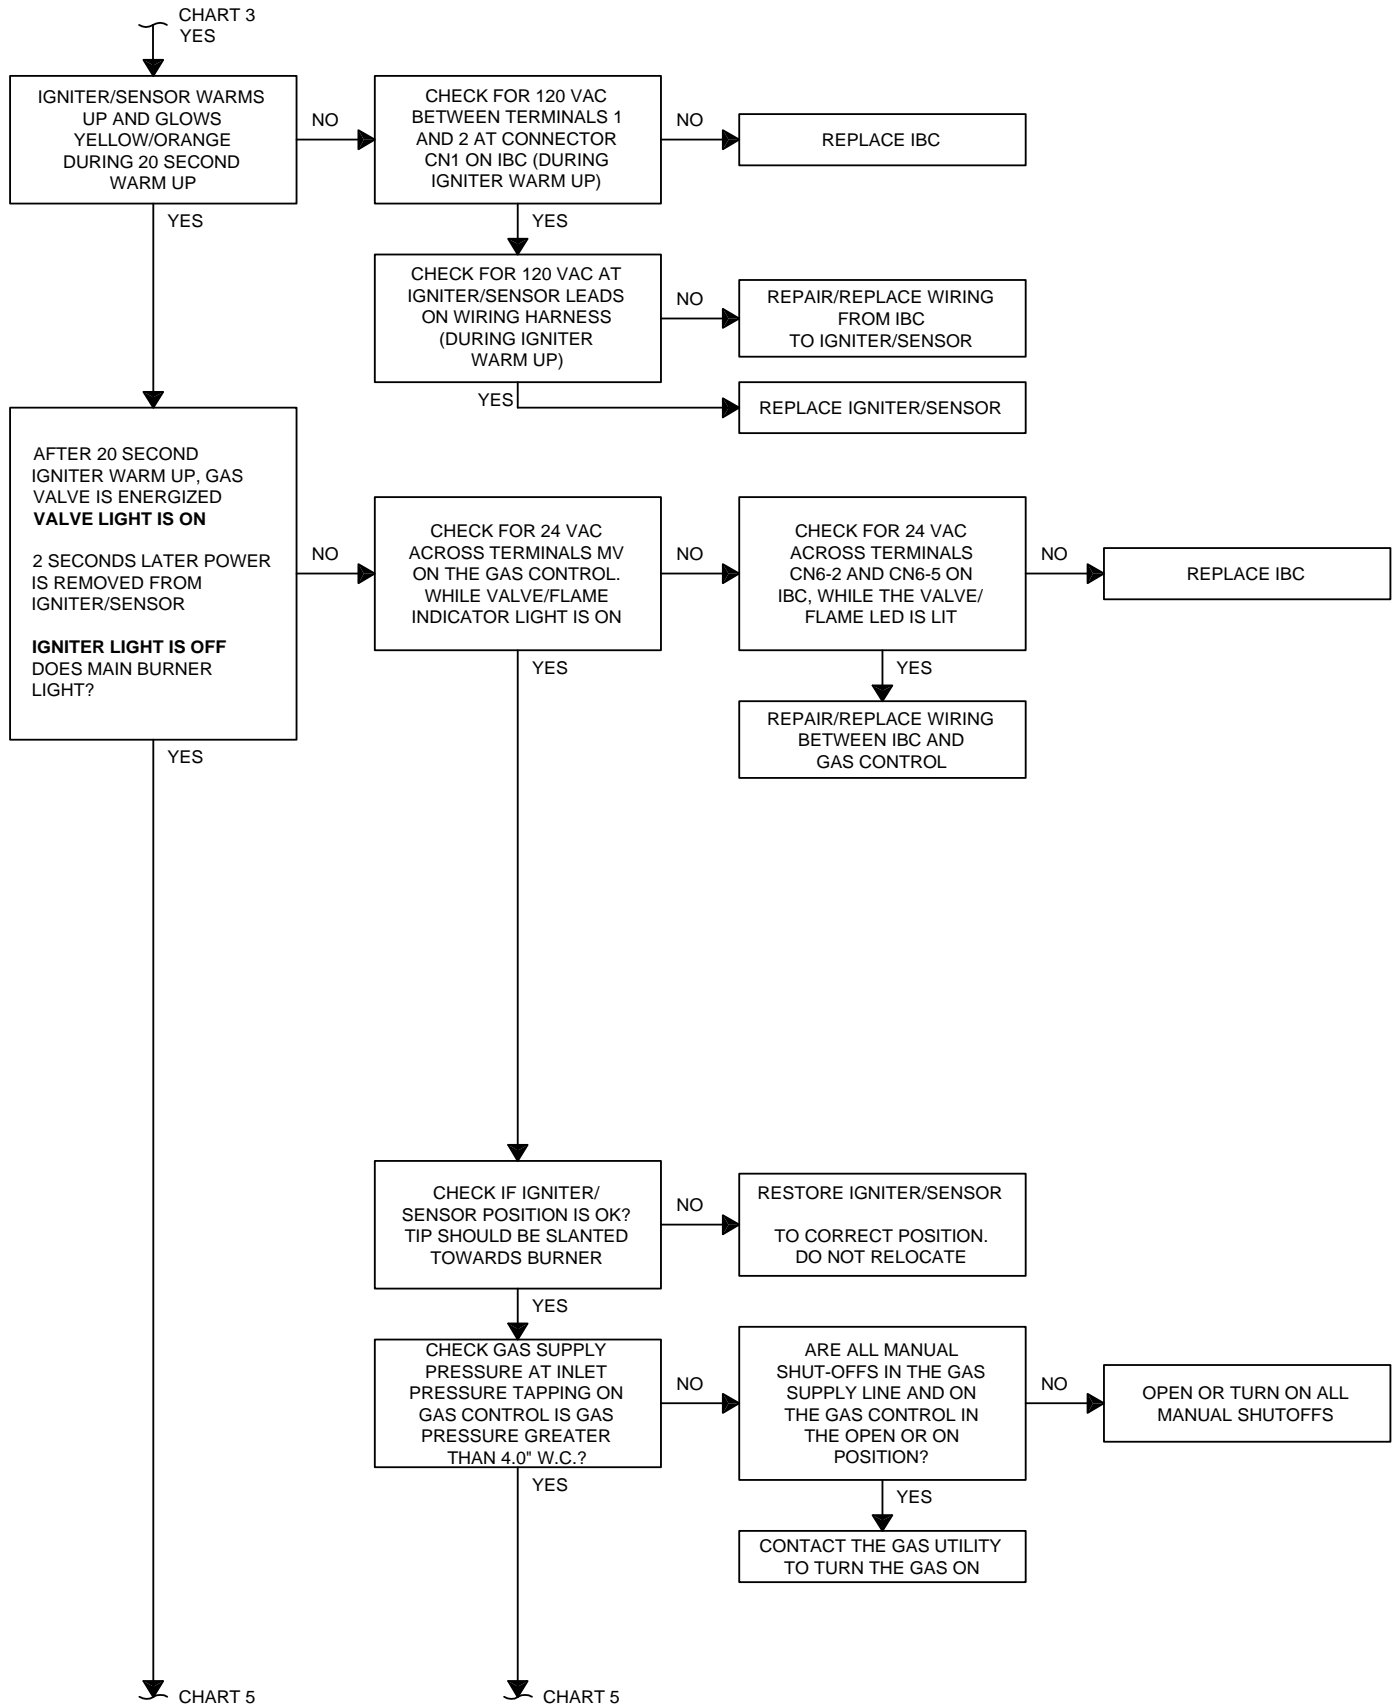 CHART 3
YES
IGNITER/SENSOR WARMS
UP AND GLOWS
YELLOW/ORANGE
DURING 20 SECOND
WARM UP
NO
CHECK FOR 120 VAC
BETWEEN TERMINALS 1
AND 2 AT CONNECTOR
CN1 ON IBC (DURING
IGNITER WARM UP)
NO
REPLACE IBC
YES
YES
CHECK FOR 120 VAC AT
IGNITER/SENSOR LEADS
ON WIRING HARNESS
(DURING IGNITER
WARM UP)
NO
REPAIR/REPLACE WIRING
FROM IBC
TO IGNITER/SENSOR
YES
REPLACE IGNITER/SENSOR
AFTER 20 SECOND
IGNITER WARM UP, GAS
VALVE IS ENERGIZED
VALVE LIGHT IS ON
2 SECONDS LATER POWER
IS REMOVED FROM
IGNITER/SENSOR
IGNITER LIGHT IS OFF
DOES MAIN BURNER
LIGHT?
NO
CHECK FOR 24 VAC
ACROSS TERMINALS MV
ON THE GAS CONTROL.
WHILE VALVE/FLAME
INDICATOR LIGHT IS ON
NO
CHECK FOR 24 VAC
ACROSS TERMINALS
CN6-2 AND CN6-5 ON
IBC, WHILE THE VALVE/
FLAME LED IS LIT
NO
REPLACE IBC
YES
YES
REPAIR/REPLACE WIRING
BETWEEN IBC AND
GAS CONTROL
YES
CHECK IF IGNITER/
SENSOR POSITION IS OK?
TIP SHOULD BE SLANTED
TOWARDS BURNER
NO
RESTORE IGNITER/SENSOR
TO CORRECT POSITION.
DO NOT RELOCATE
YES
CHECK GAS SUPPLY
PRESSURE AT INLET
PRESSURE TAPPING ON
GAS CONTROL IS GAS
PRESSURE GREATER
THAN 4.0" W.C.?
NO
ARE ALL MANUAL
SHUT-OFFS IN THE GAS
SUPPLY LINE AND ON
THE GAS CONTROL IN
THE OPEN OR ON
POSITION?
NO
OPEN OR TURN ON ALL
MANUAL SHUTOFFS
YES
YES
CONTACT THE GAS UTILITY
TO TURN THE GAS ON
CHART 5
CHART 5